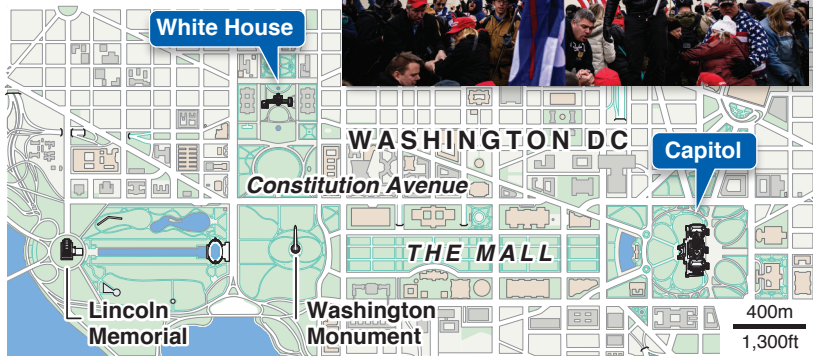 White House
WASHINGTON DC
Capitol
Constitution Avenue
THE MALL
Lincoln
Memorial
Washington
Monument
400m
1,300ft